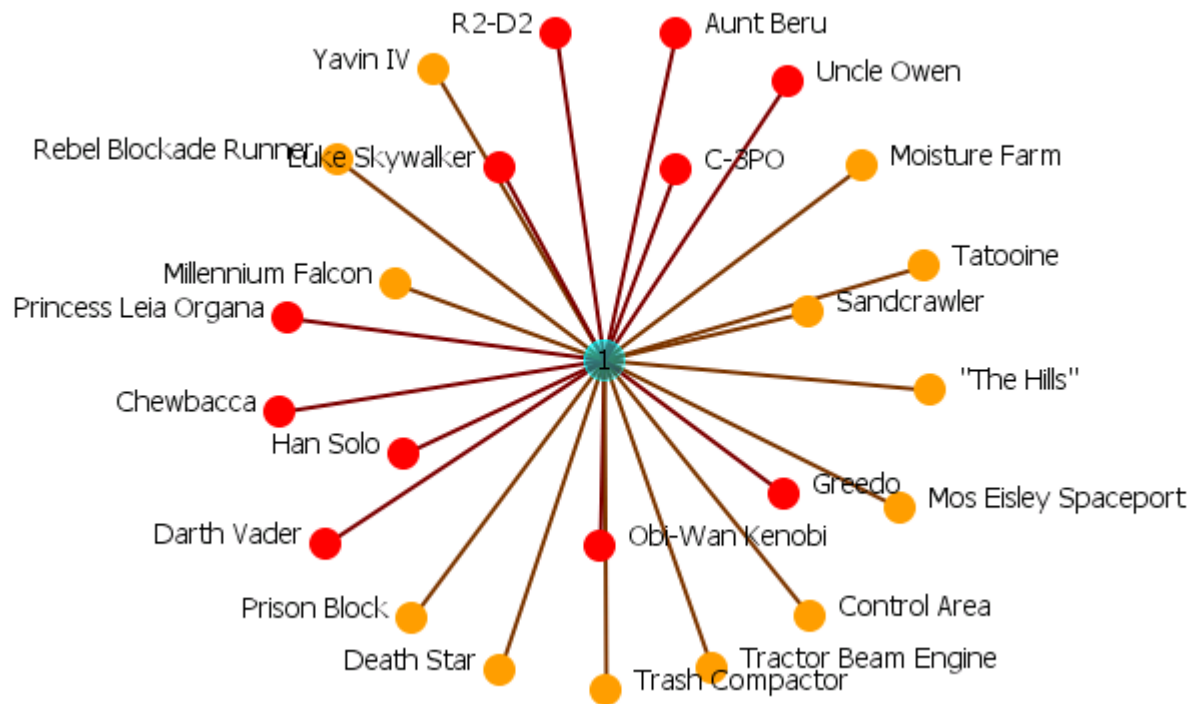 R2-D2
Aunt Beru
Yavin IV
Uncle Owen
Rebel Blockade Runner
Luke Skywalker
C-3PO
Moisture Farm
Tatooine
Millennium Falcon
Sandcrawler
Princess Leia Organa
1
"The Hills"
Chewbacca
Han Solo
Greedo
Mos Eisley Spaceport
Darth Vader
Obi-Wan Kenobi
Prison Block
Control Area
Death Star
Tractor Beam Engine
Trash Compactor